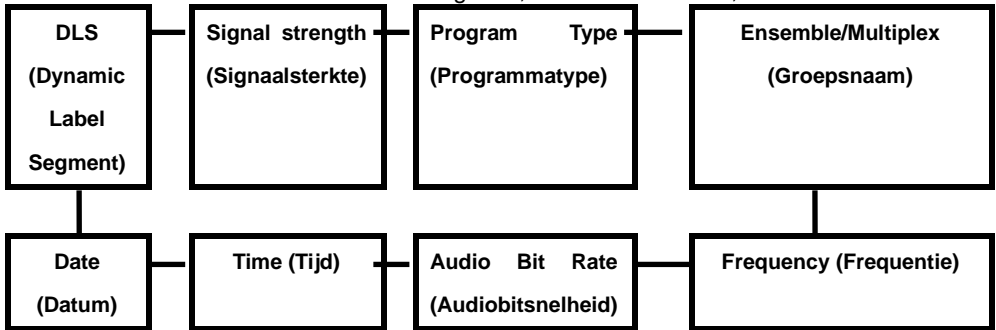 DLS
(Dynamic
Label
Segment)
Signal strength
(Signaalsterkte)
Program Type
(Programmatype)
Ensemble/Multiplex
(Groepsnaam)
Date
(Datum)
Time (Tijd)
Audio Bit Rate
(Audiobitsnelheid)
Frequency (Frequentie)